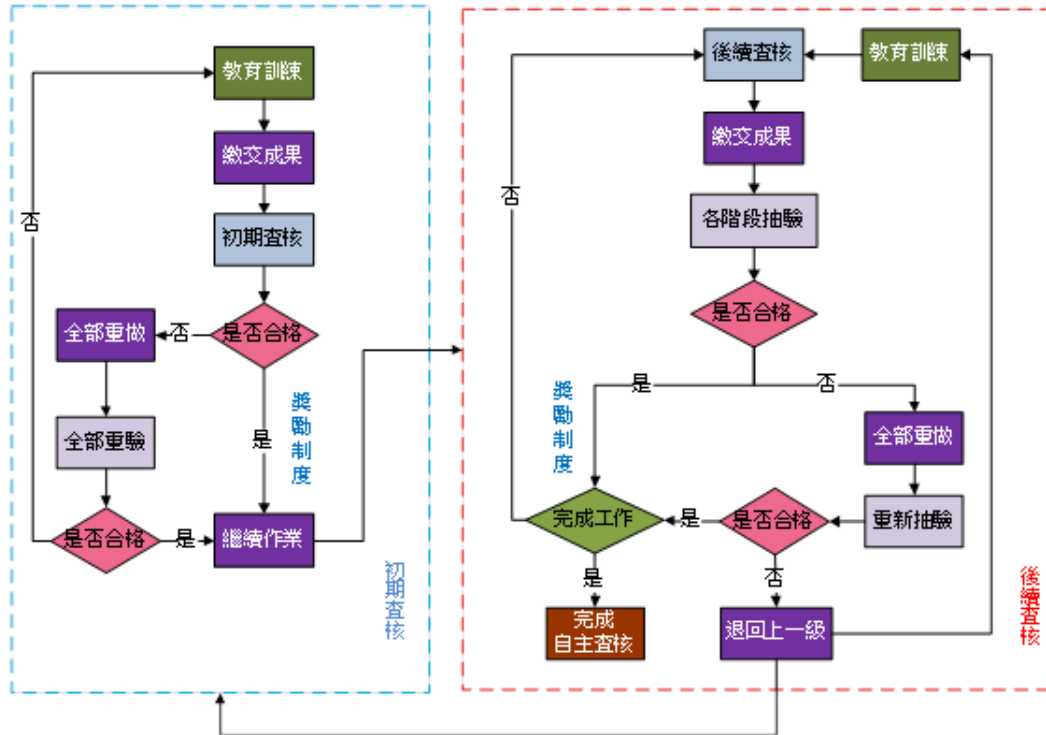 教育訓練
繳交成果
初期查核
是否合格
否
全部重做
全部重驗
是否合格
是
繼續作業
是
否
獎勵制度
初期查核
後續查核
教育訓練
繳交成果
各階段抽驗
是否合格
是
否
全部重做
重新抽驗
是否合格
是
否
獎勵制度
完成工作
否
是
完成
自主查核
退回上一級
後續查核